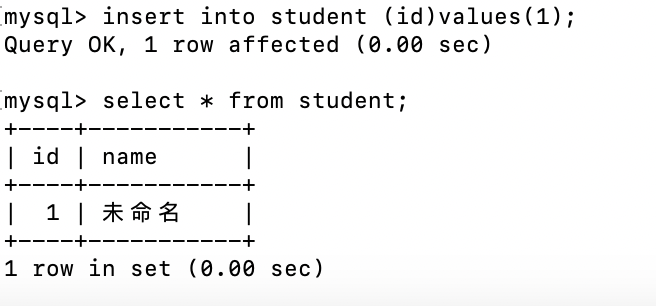 mysql> insert into student (id)values(1);
Query OK, 1 row affected (0.00 sec)
mysql> select * from student;
+----+-----------+
| id | name      |
+----+-----------+
|  1 | 未命名    |
+----+-----------+
1 row in set (0.00 sec)